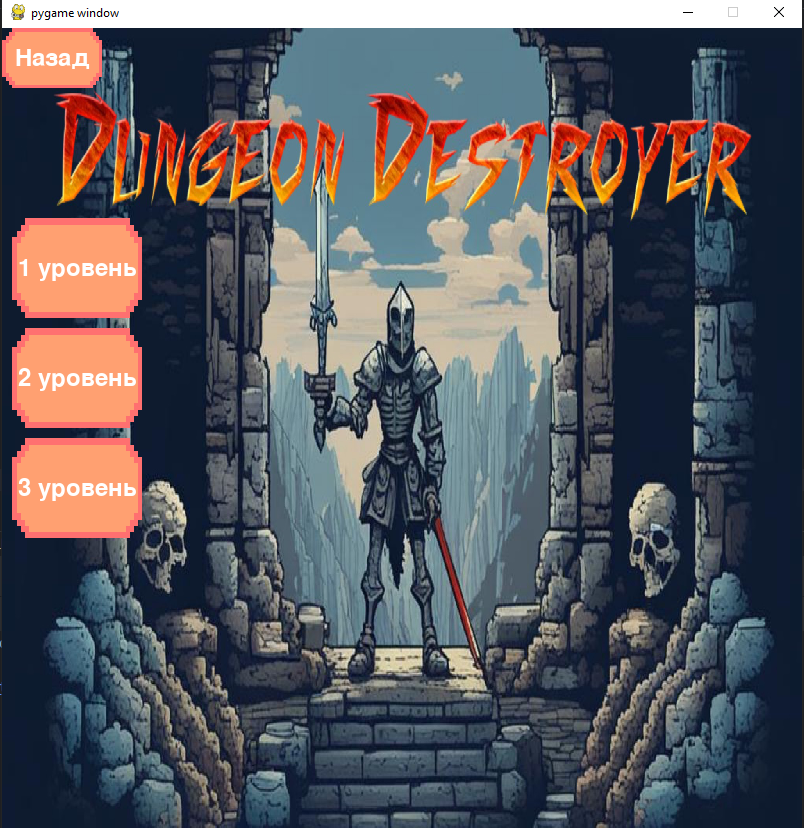 pygame window
Назад
DUNGEON DESTROYER
1 уровень
2 уровень
3 уровень